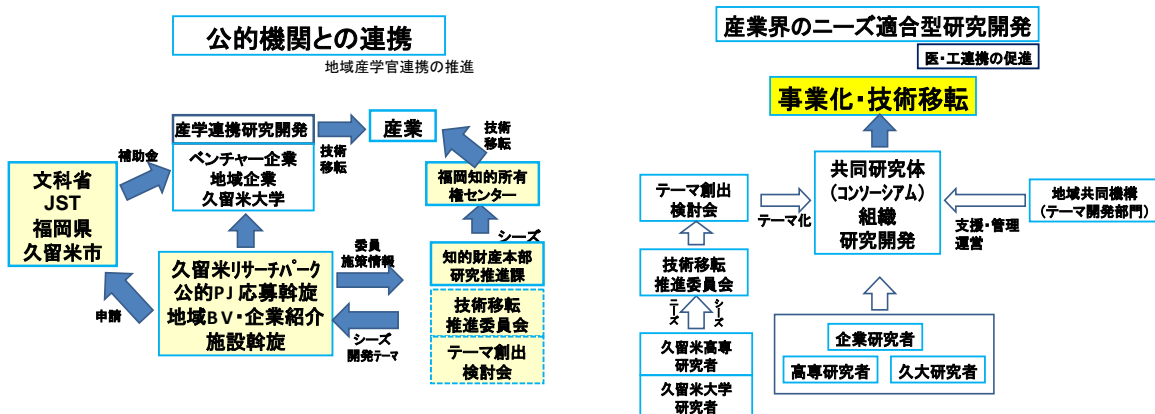 公的機関との連携
地域産学官連携の推進
産学連携研究開発
ベンチャー企業
地域企業
久留米大学
技術
移転
産業
技術
移転
補助金
文科省
JST
福岡県
久留米市
福岡知的所有
権センター
シーズ
委員
施策情報
知的財産本部
研究推進課
久留米リサーチパーク
公的PJ応募斡旋
地域BV・企業紹介
施設斡旋
申請
シーズ
開発テーマ
技術移転
推進委員会
テーマ創出
検討会
産業界のニーズ適合型研究開発
医・工連携の促進
事業化・技術移転
共同研究体
(コンソーシアム)
組織
研究開発
テーマ創出
検討会
テーマ化
地域共同機構
(テーマ開発部門)
支援・管理
運営
技術移転
推進委員会
ニーズ
シーズ
久留米高専
研究者
久留米大学
研究者
企業研究者
高専研究者
久大研究者